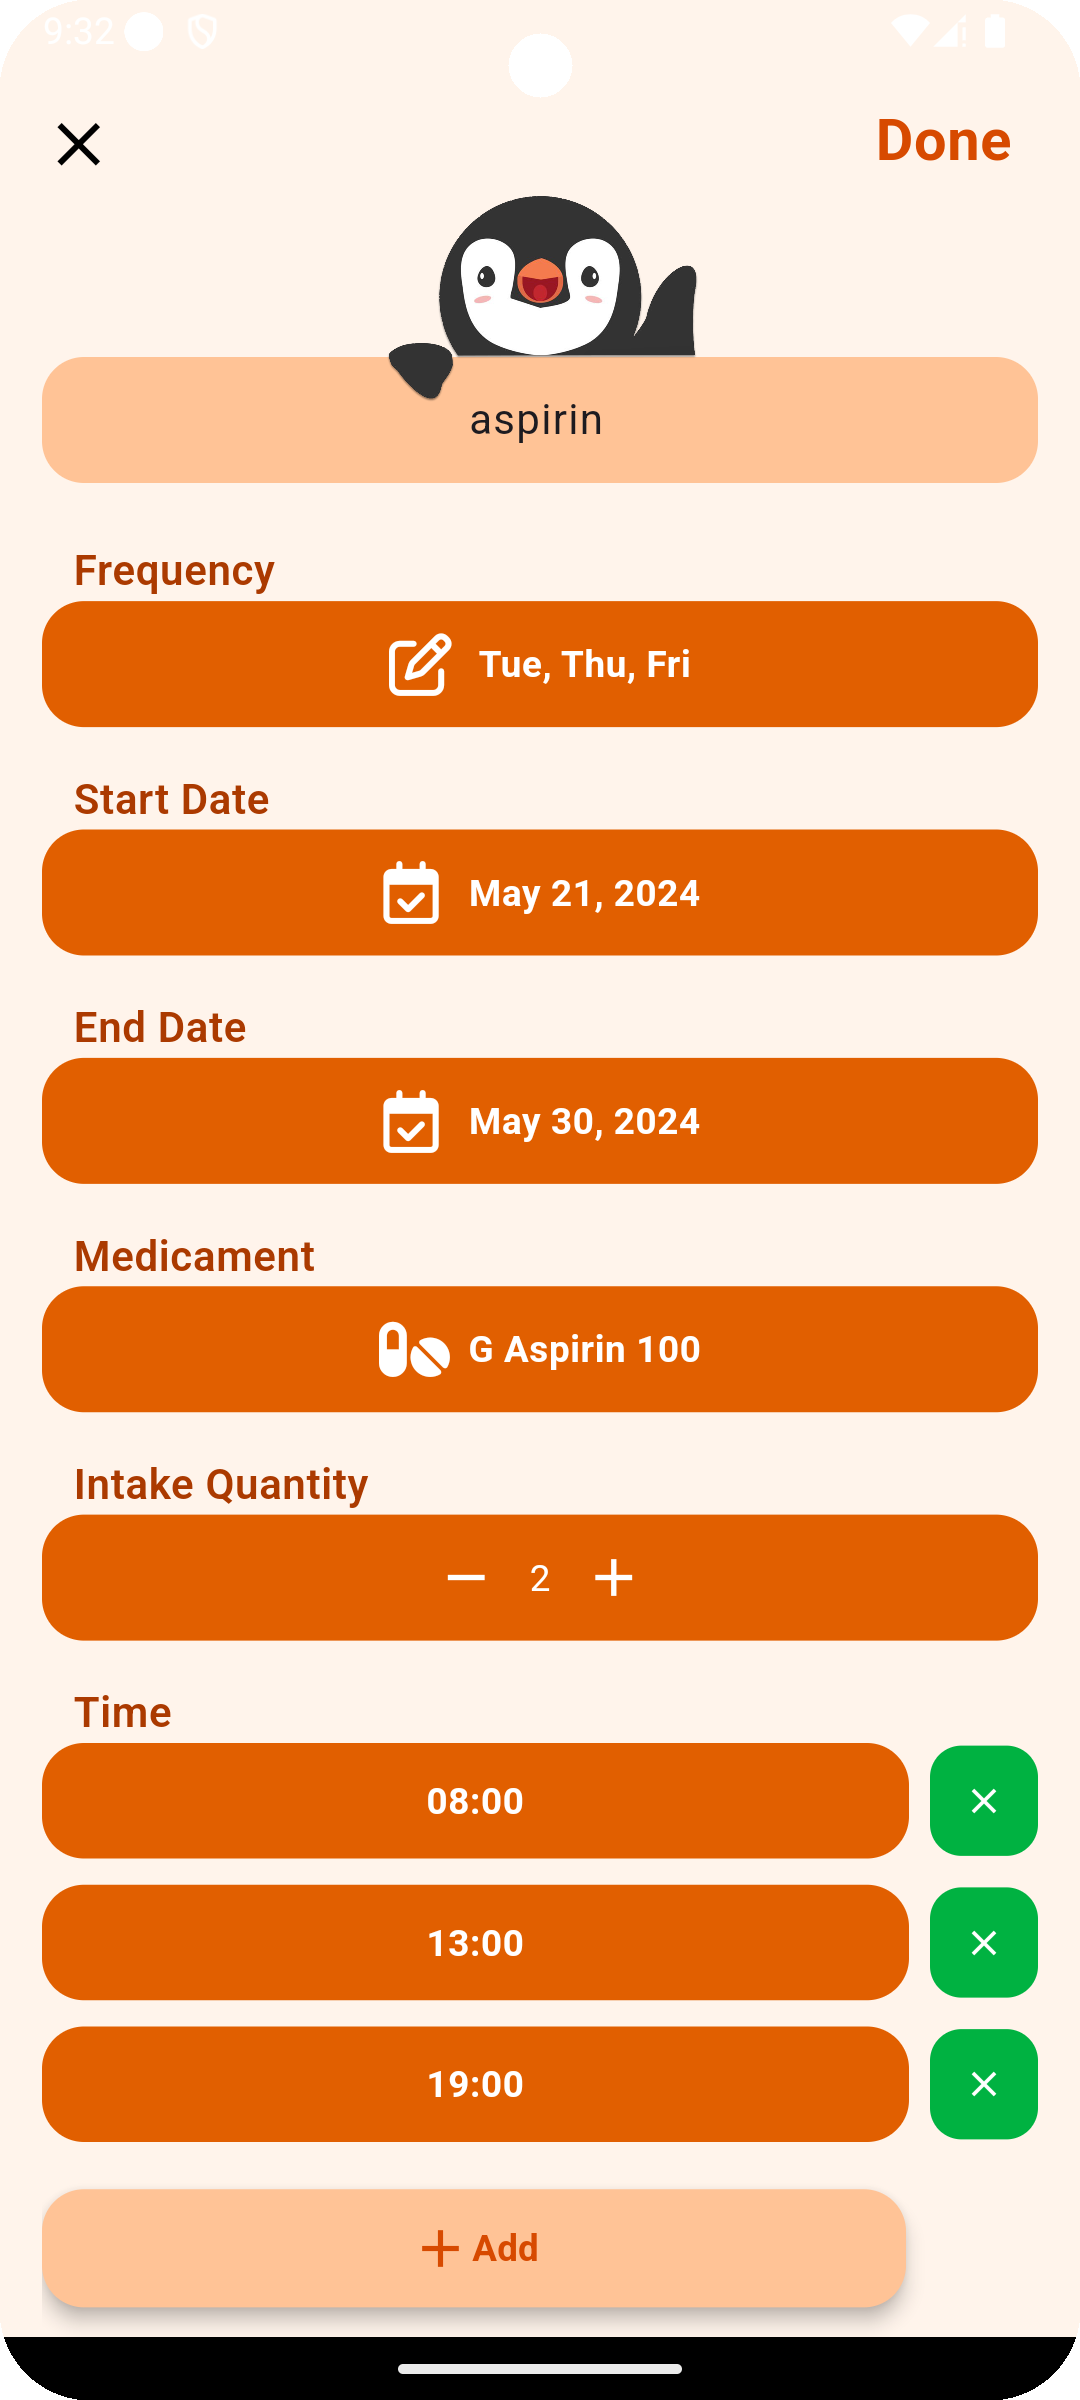 9:32
Done
aspirin
Frequency
Tue, Thu, Fri
Start Date
May 21, 2024
End Date
May 30, 2024
Medicament
G Aspirin 100
Intake Quantity
2
Time
08:00
13:00
19:00
Add